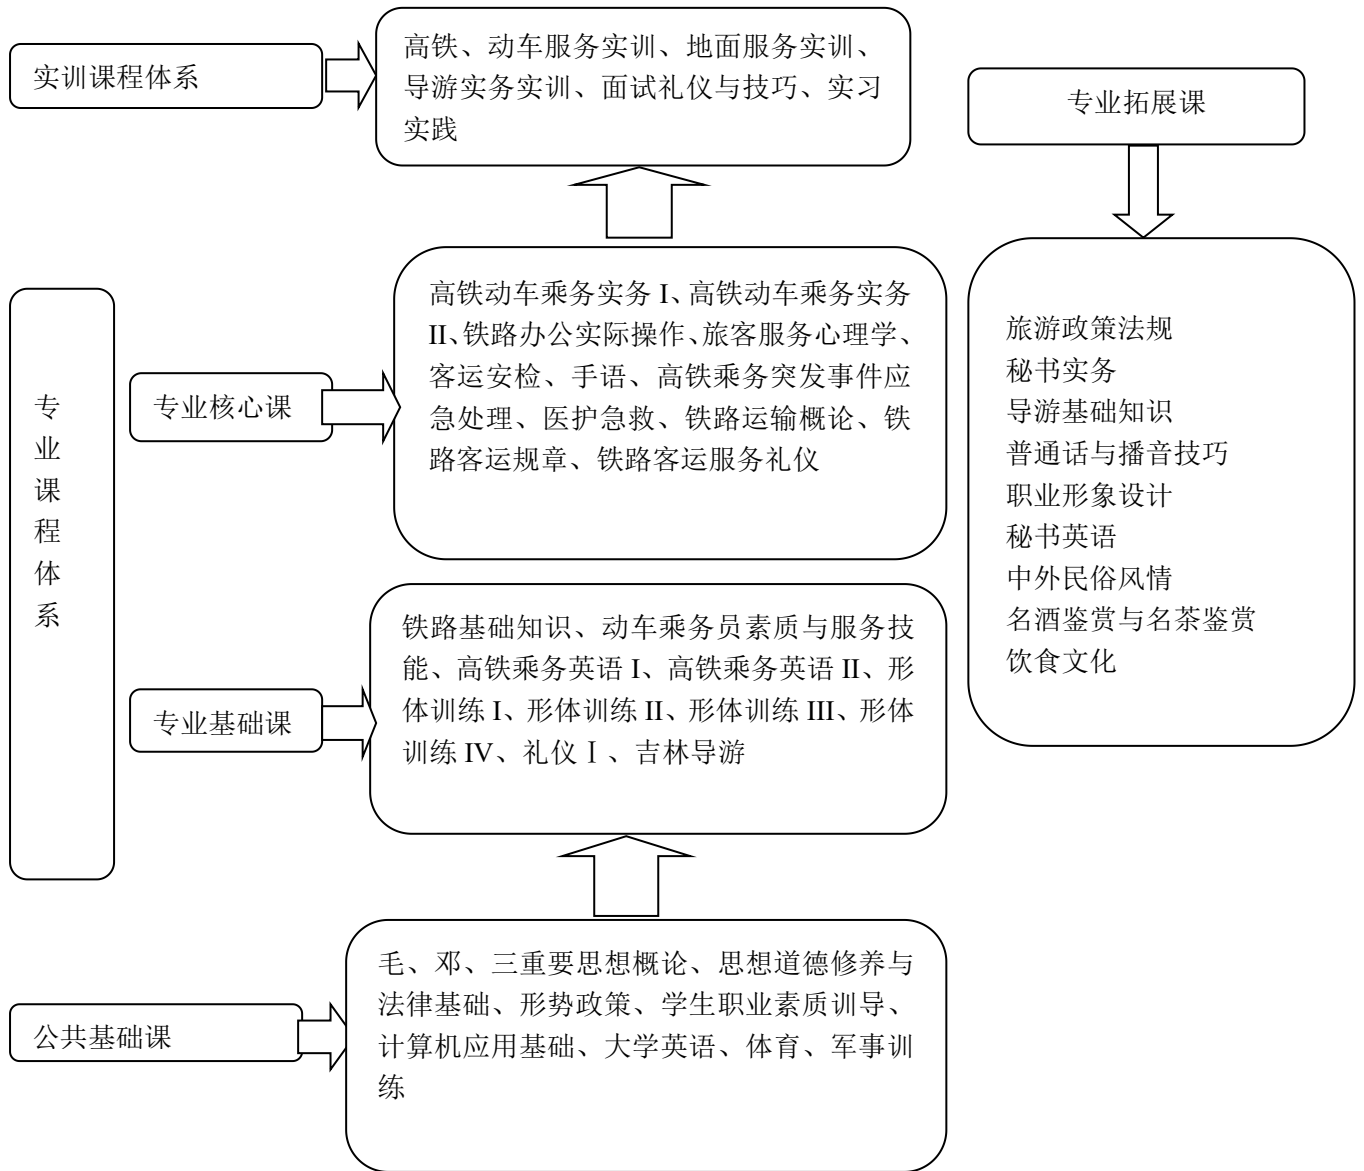 实训课程体系
高铁、动车服务实训、地面服务实训、
导游实务实训、面试礼仪与技巧、实习
实践
专业拓展课
旅游政策法规
秘书实务
导游基础知识
普通话与播音技巧
职业形象设计
秘书英语
中外民俗风情
名酒鉴赏与名茶鉴赏
饮食文化
专
业
课
程
体
系
专业核心课
高铁动车乘务实务 I、高铁动车乘务实务
II、铁路办公实际操作、旅客服务心理学、
客运安检、手语、高铁乘务突发事件应
急处理、医护急救、铁路运输概论、铁
路客运规章、铁路客运服务礼仪
专业基础课
铁路基础知识、动车乘务员素质与服务技
能、高铁乘务英语 I、高铁乘务英语 II、形
体训练 I、形体训练 II、形体训练 III、形体
训练 IV、礼仪Ⅰ、吉林导游
公共基础课
毛、邓、三重要思想概论、思想道德修养与
法律基础、形势政策、学生职业素质训导、
计算机应用基础、大学英语、体育、军事训
练